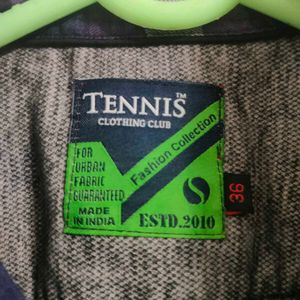 TENNIS™
CLOTHING CLUB
Fashion Collection
FOR
URBAN
FABRIC
GUARANTEED
MADE
IN INDIA
ESTD.2010
36